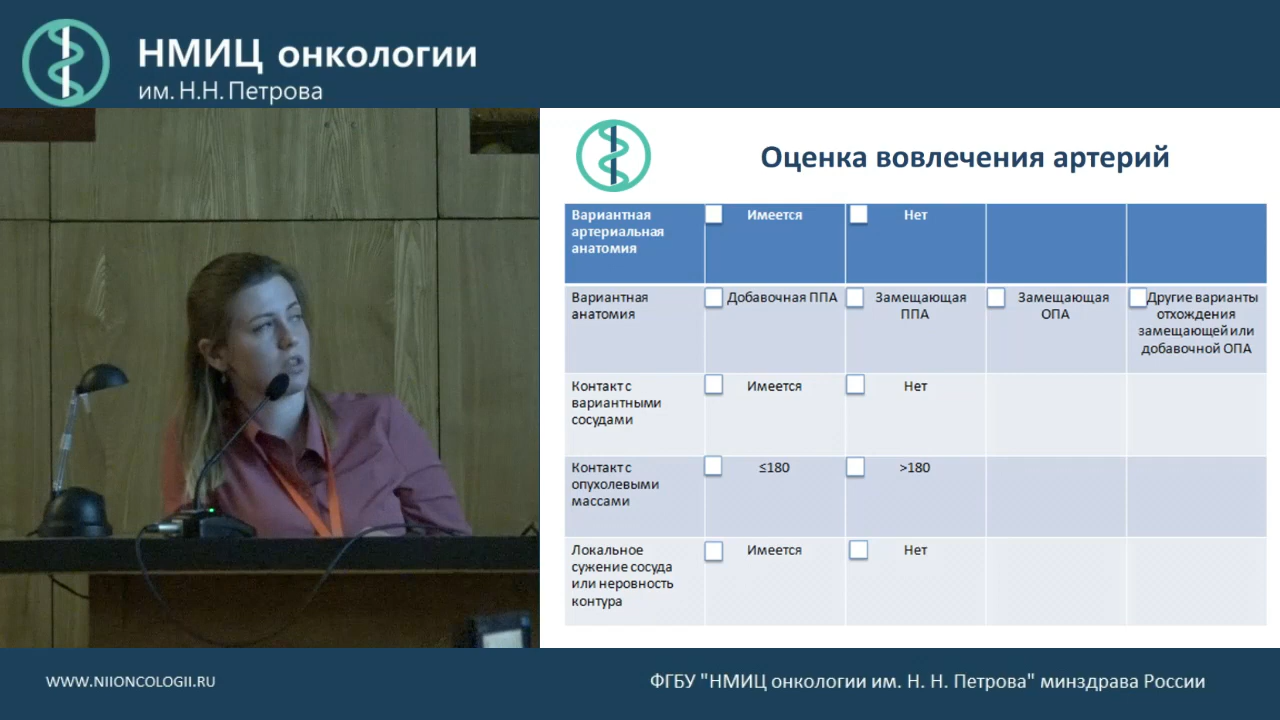 НМИЦ онкологии
им. Н.Н. Петрова
Оценка вовлечения артерий
Вариантная
артериальная
анатомия
Имеется
Нет
Вариантная
анатомия
Добавочная ППА
Замещающая
ППА
Замещающая
ОПА
Другие варианты
отхождения
замещающей или
добавочной ОПА
Контакт с
вариантными
сосудами
Имеется
Нет
Контакт с
опухолевыми
массами
≤180
>180
Локальное
сужение сосуда
или неровность
контура
Имеется
Нет
WWW.NIIONCOLOGII.RU
ФГБУ "НМИЦ онкологии им. Н. Н. Петрова" минздрава России